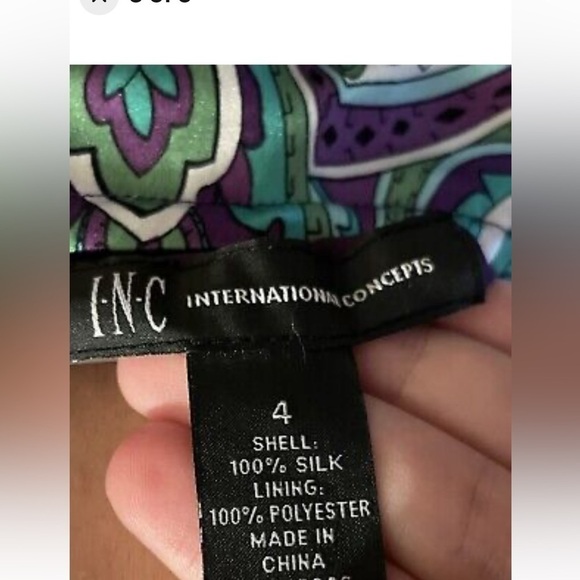 I·N·C INTERNATIONAL CONCEPTS
4
SHELL:
100% SILK
LINING:
100% POLYESTER
MADE IN
CHINA